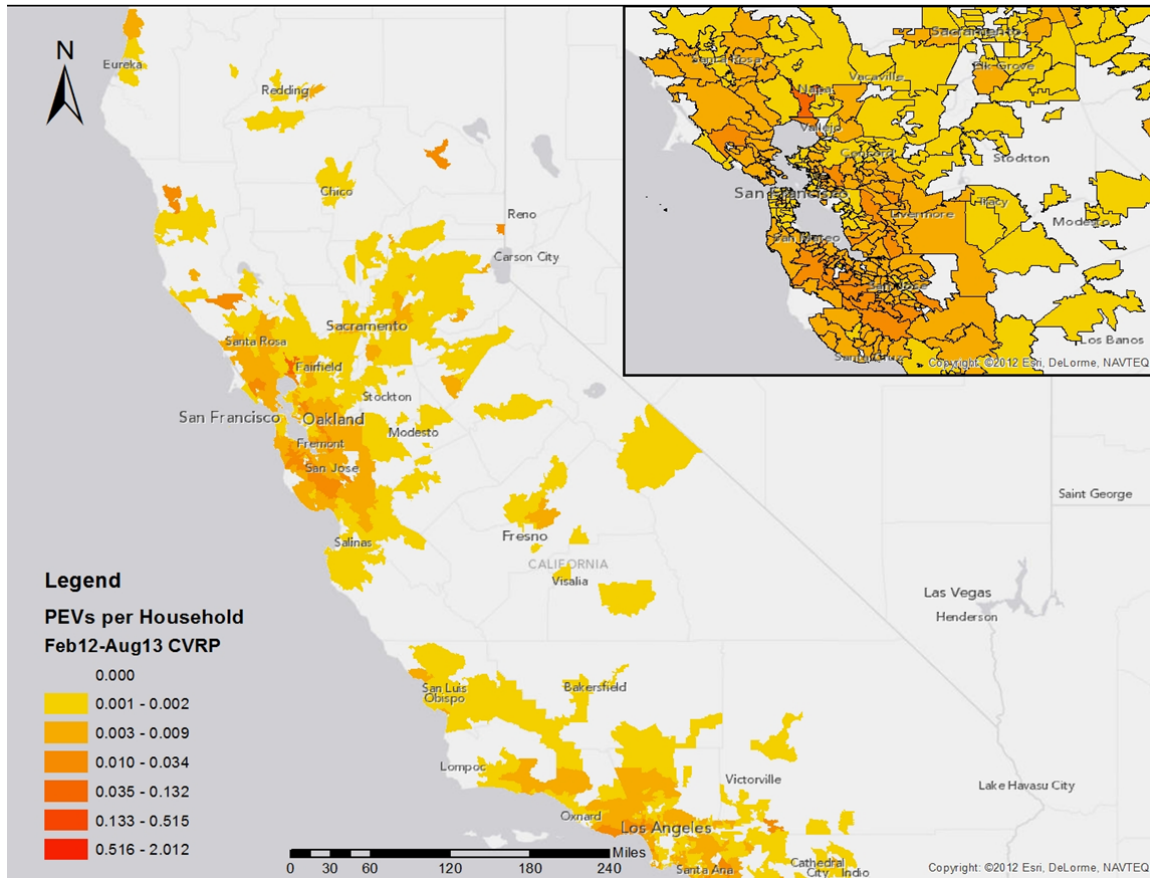 N
Eureka
Redding
Chico
Reno
Carson City
Sacramento
Santa Rosa
Fairfield
Stockton
San Francisco
Oakland
Modesto
Fremont
San Jose
Salinas
Fresno
CALIFORNIA
Visalia
Saint George
Las Vegas
Henderson
San Luis
Obispo
Bakersfield
Lompoc
Victorville
Lake Havasu City
Oxnard
Los Angeles
Santa Ana
Cathedral
City
Indio
Legend
PEVs per Household
Feb12-Aug13 CVRP
0.000
0.001 - 0.002
0.003 - 0.009
0.010 - 0.034
0.035 - 0.132
0.133 - 0.515
0.516 - 2.012
Miles
0 30 60 120 180 240
Copyright: ©2012 Esri, DeLorme, NAVTEQ
Sacramento
Santa Rosa
Elk Grove
Vacaville
Napa
Vallejo
Concord
Stockton
San Francisco
Livermore
Tracy
Modesto
San Mateo
San Jose
Los Banos
Santa Cruz
Copyright: ©2012 Esri, DeLorme, NAVTEQ